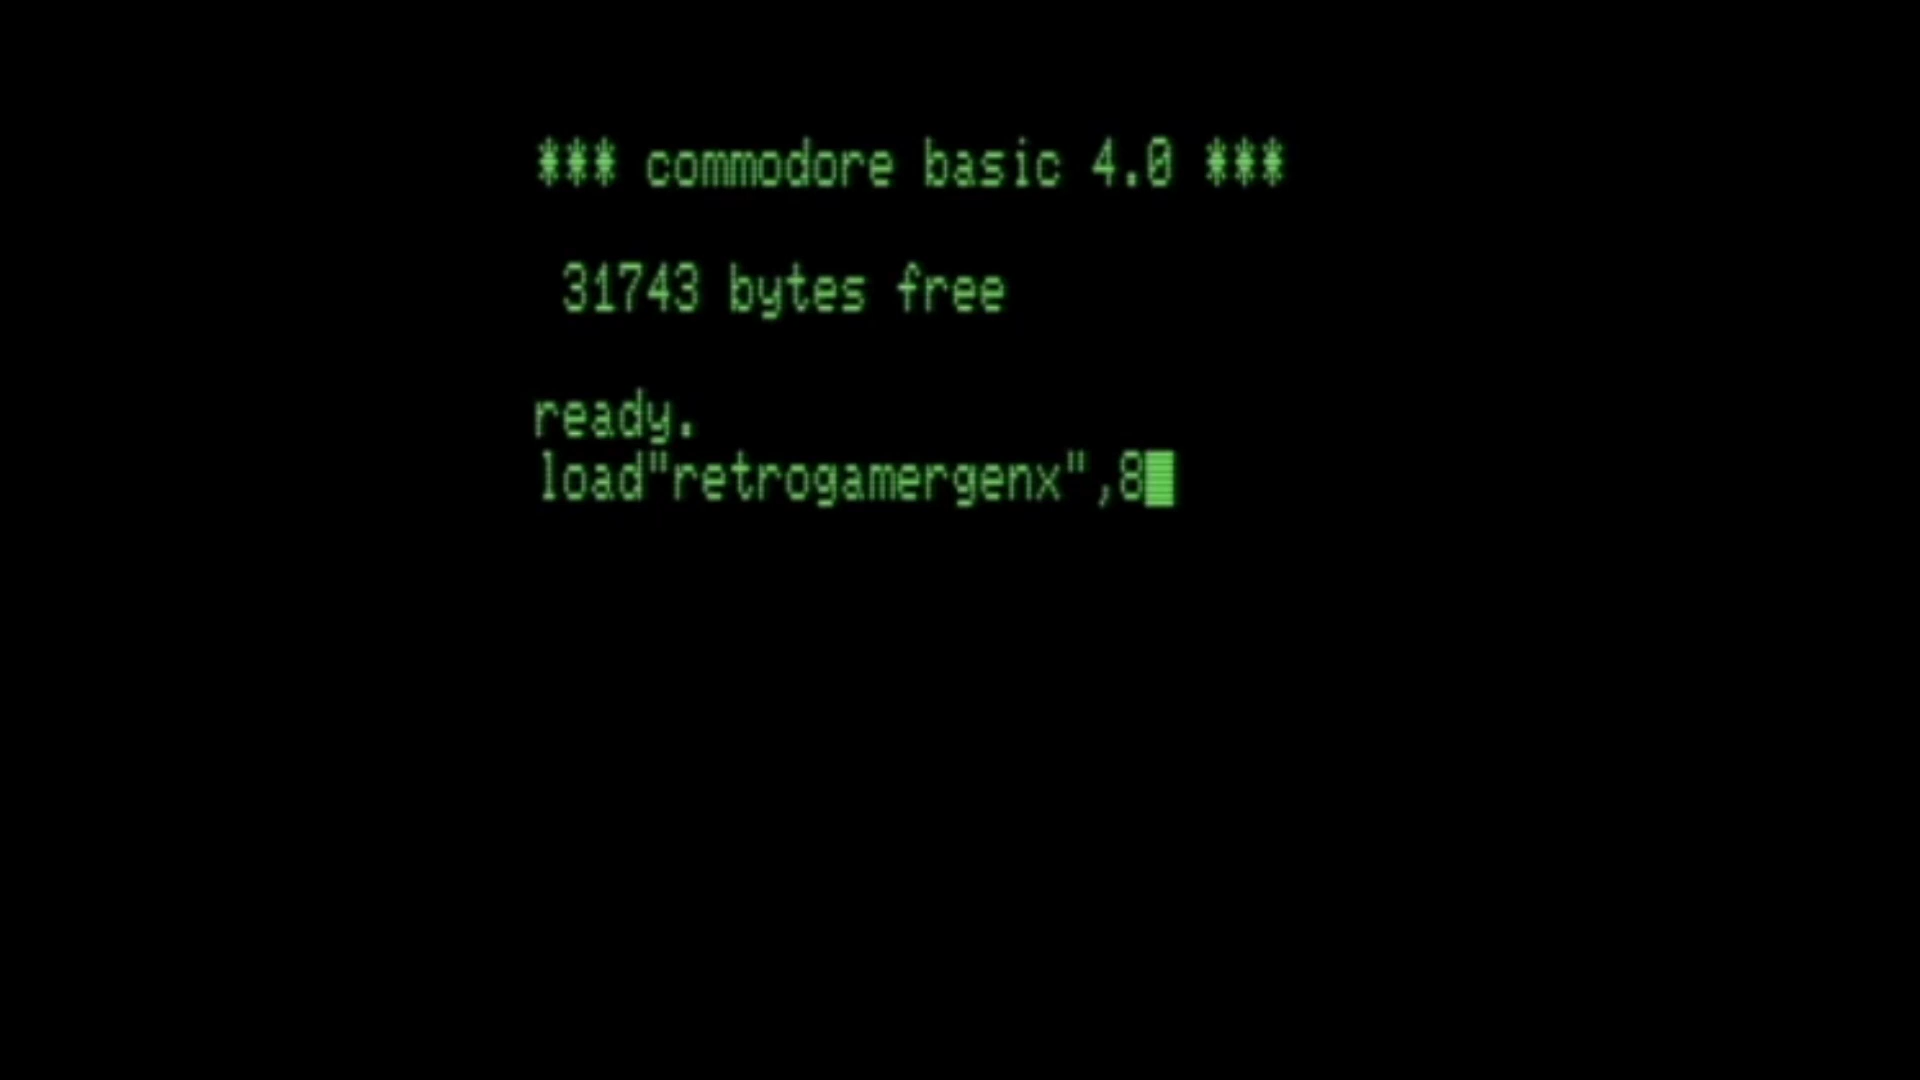 *** commodore basic 4.0 ***
31743 bytes free
ready.
load"retrogamergenx",8